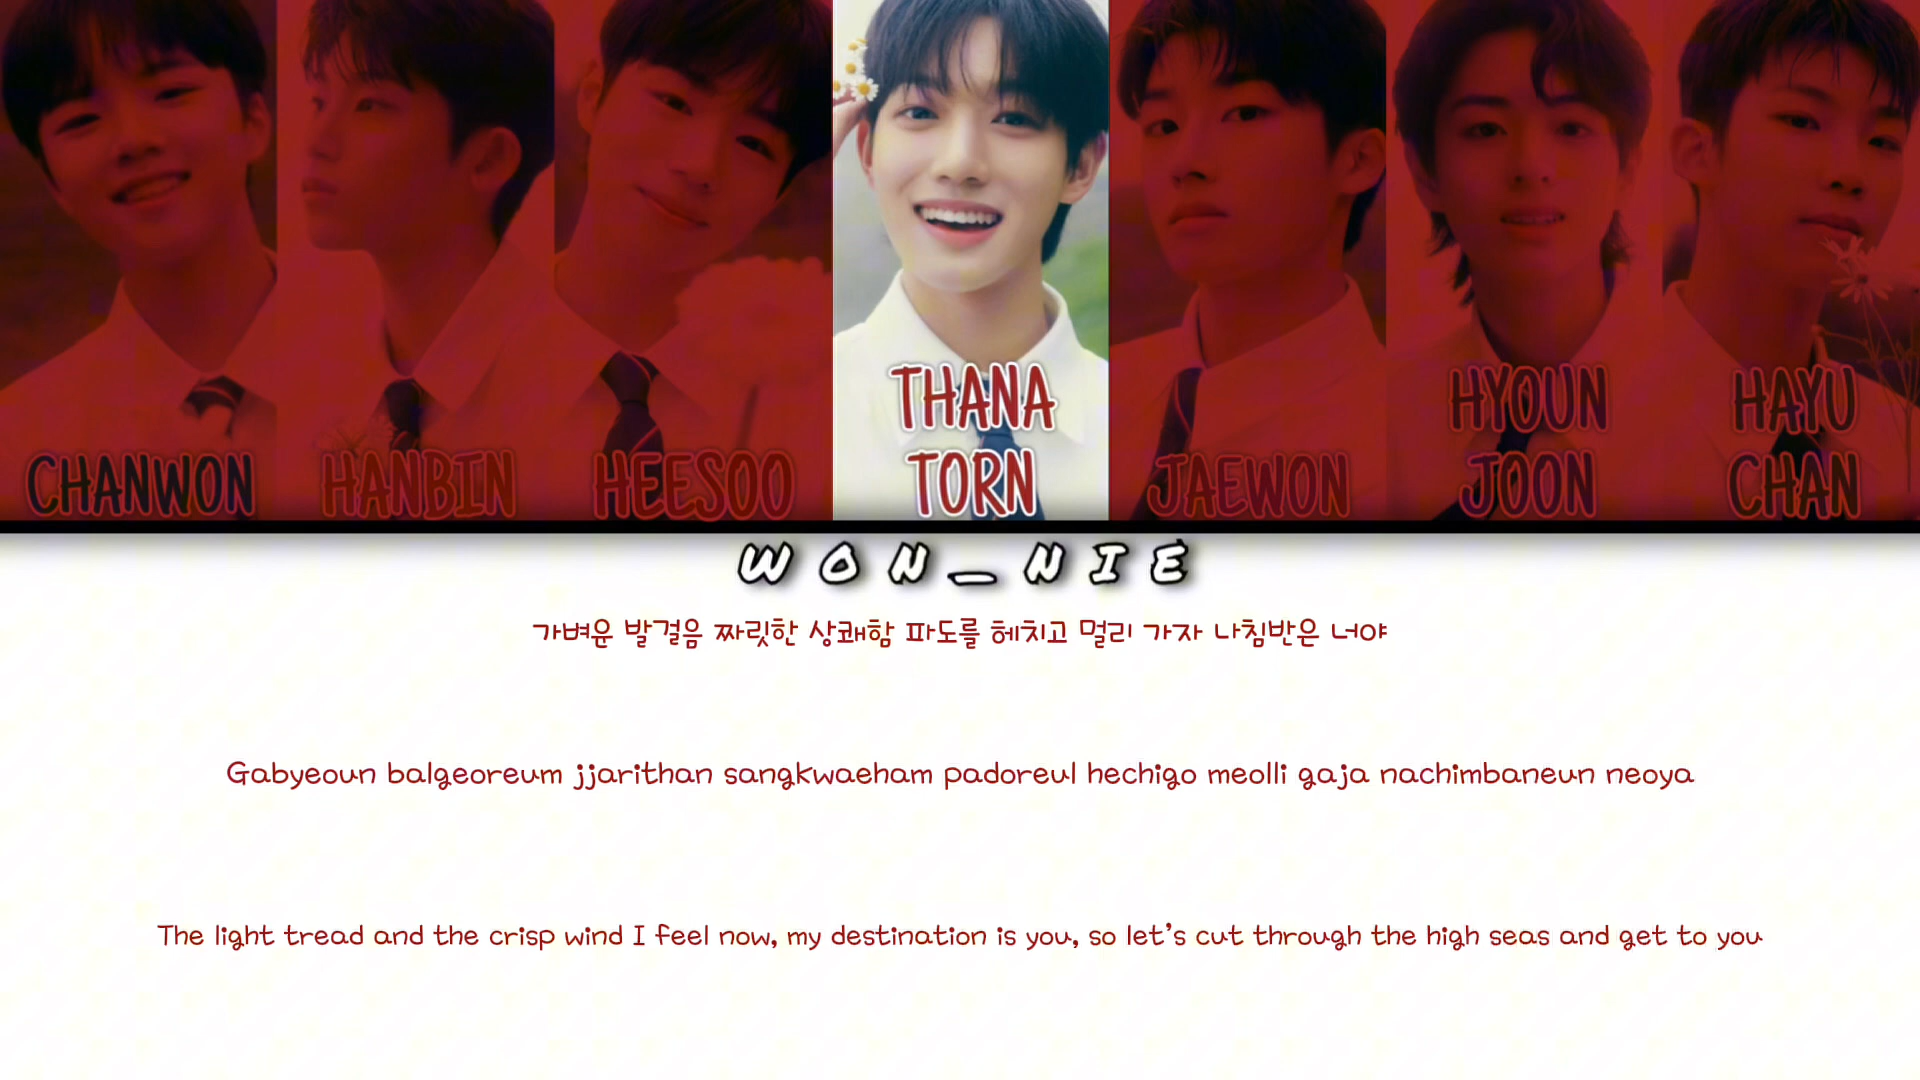 CHANWON
HANBIN
HEESOO
THANA
TORN
JAEWON
HYOUN
JOON
HAYU
CHAN
WON_NIE
가벼운 발걸음 짜릿한 상쾌함 파도를 헤치고 멀리 가자 나침반은 너야
Gabyeoun balgeoreum jjarithan sangkwaeham padoreul hechigo meolli gaja nachimbaneun neoya
The light tread and the crisp wind I feel now, my destination is you, so let's cut through the high seas and get to you